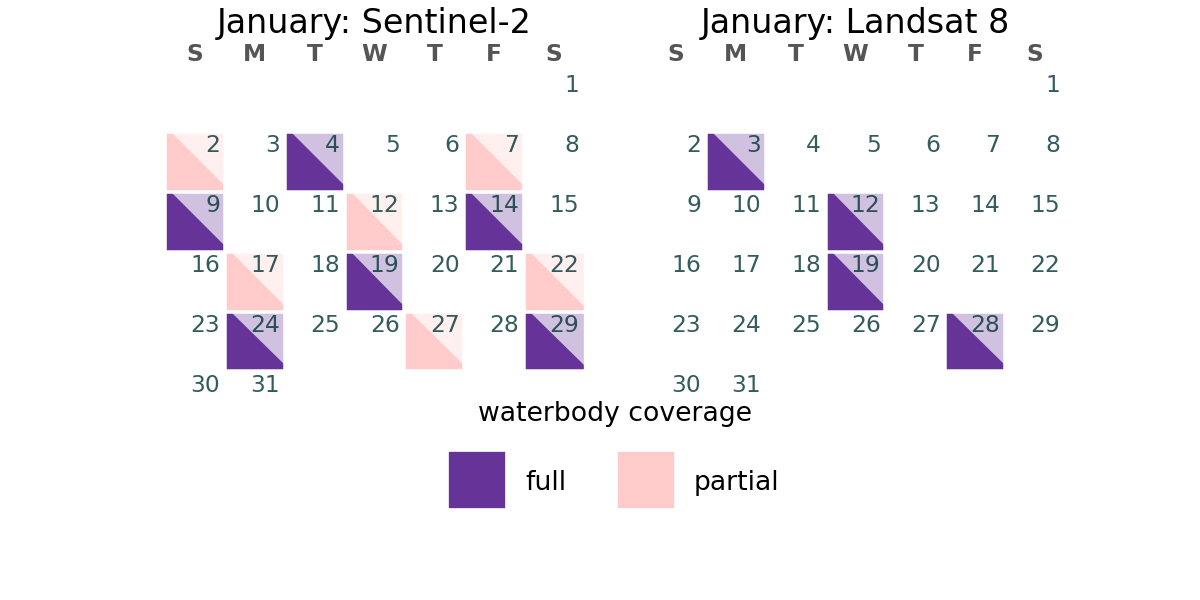 January: Sentinel-2
S M T W T F S
1
2 3 4 5 6 7 8
9 10 11 12 13 14 15
16 17 18 19 20 21 22
23 24 25 26 27 28 29
30 31
January: Landsat 8
S M T W T F S
1
2 3 4 5 6 7 8
9 10 11 12 13 14 15
16 17 18 19 20 21 22
23 24 25 26 27 28 29
30 31
waterbody coverage
full partial